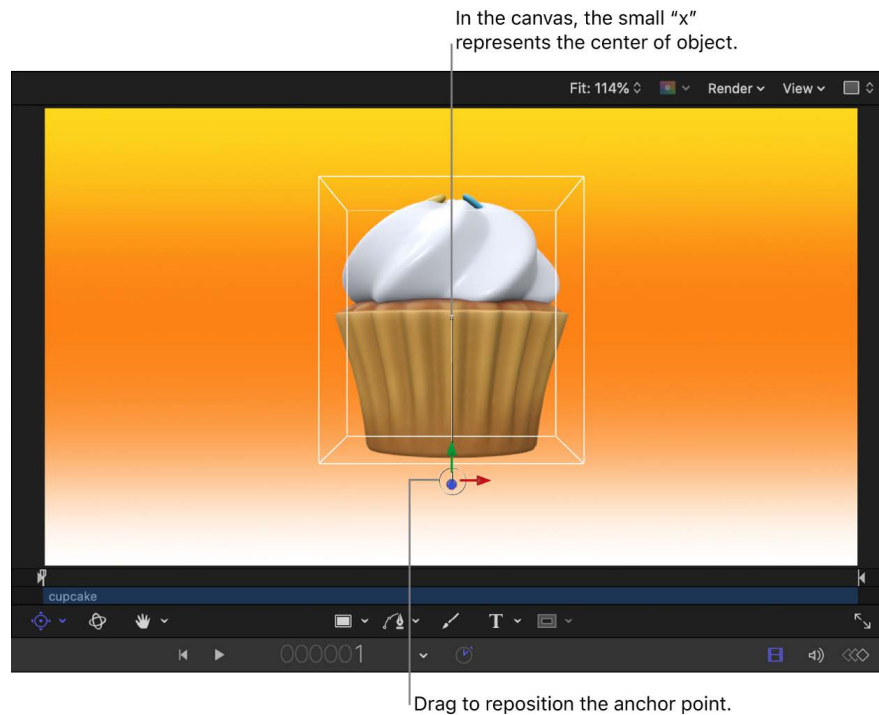 In the canvas, the small “x”
represents the center of object.
Fit: 114% Render View
cupcake
T
000001
Drag to reposition the anchor point.